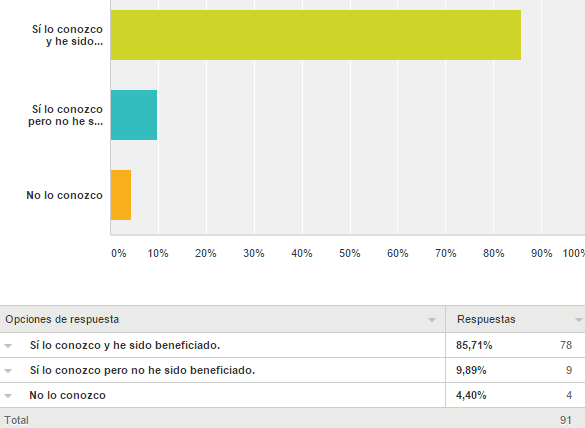 Sí lo conozco
y he sido...
Sí lo conozco
pero no he s...
No lo conozco
0% 10% 20% 30% 40% 50% 60% 70% 80% 90% 100%
Opciones de respuesta Respuestas
Sí lo conozco y he sido beneficiado. 85,71% 78
Sí lo conozco pero no he sido beneficiado. 9,89% 9
No lo conozco 4,40% 4
Total 91